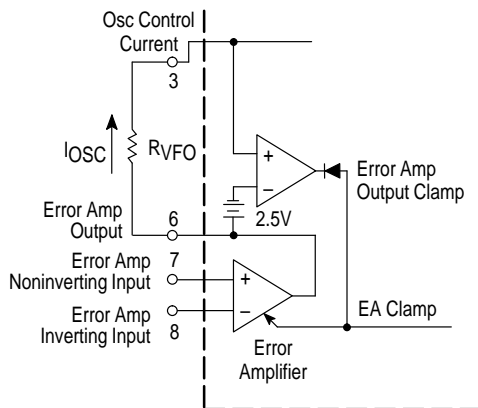 Osc Control
Current
3
IOSC
RVFO
+
−
2.5V
Error Amp
Output Clamp
Error Amp
Output
6
Error Amp
Noninverting Input
7
+
−
Error Amp
Inverting Input
8
EA Clamp
Error
Amplifier